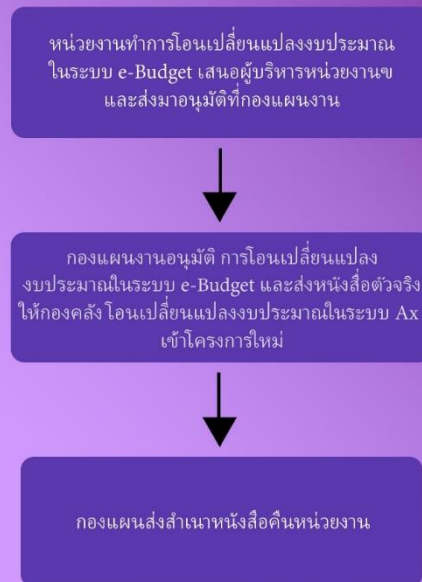 หน่วยงานทำการโอนเปลี่ยนแปลงงบประมาณ
ในระบบ e-Budget เสนอผู้บริหารหน่วยงานฃ
และส่งมาอนุมัติที่กองแผนงาน
กองแผนงานอนุมัติ การโอนเปลี่ยนแปลง
งบประมาณในระบบ e-Budget และส่งหนังสือตัวจริง
ให้กองคลัง โอนเปลี่ยนแปลงงบประมาณในระบบ Ax
เข้าโครงการใหม่
กองแผนส่งสำเนาหนังสือคืนหน่วยงาน